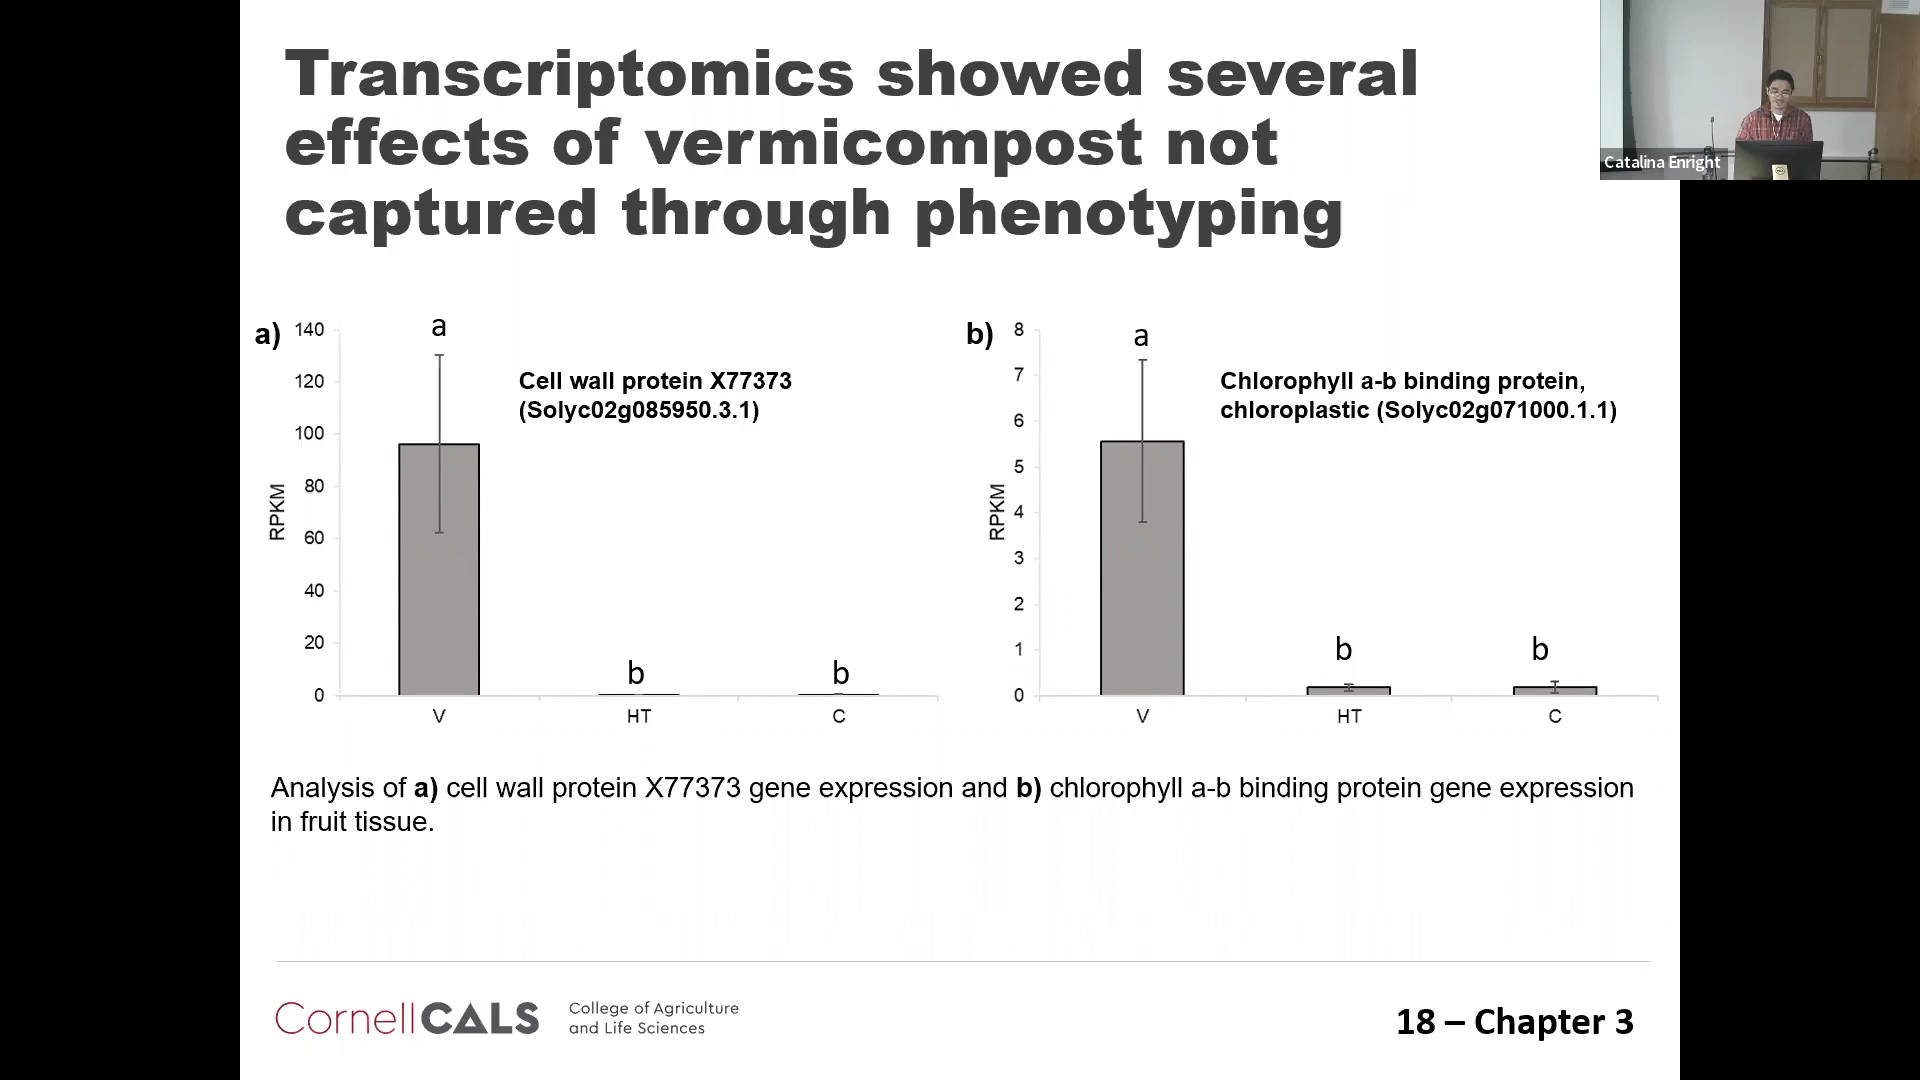 Transcriptomics showed several
effects of vermicompost not
captured through phenotyping
Catalina Enright
a)
140
120
100
80
60
40
20
0
RPKM
a
b
b
Cell wall protein X77373
(Solyc02g085950.3.1)
V
HT
C
b)
8
7
6
5
4
3
2
1
0
RPKM
a
b
b
Chlorophyll a-b binding protein,
chloroplastic (Solyc02g071000.1.1)
V
HT
C
Analysis of a) cell wall protein X77373 gene expression and b) chlorophyll a-b binding protein gene expression
in fruit tissue.
CornellCALS
College of Agriculture
and Life Sciences
18 – Chapter 3